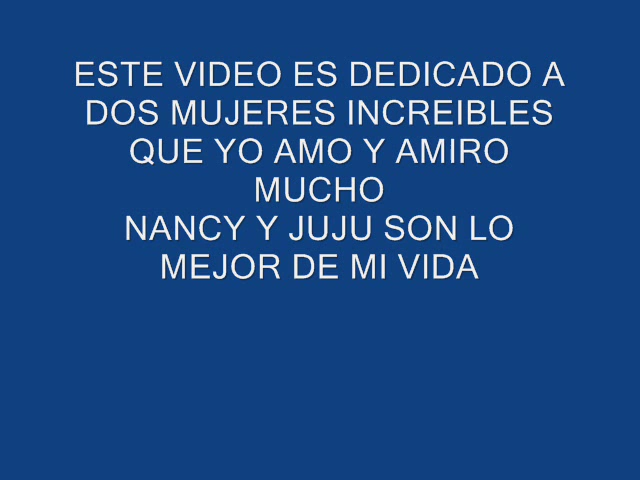 ESTE VIDEO ES DEDICADO A
DOS MUJERES INCREIBLES
QUE YO AMO Y AMIRO
MUCHO
NANCY Y JUJU SON LO
MEJOR DE MI VIDA